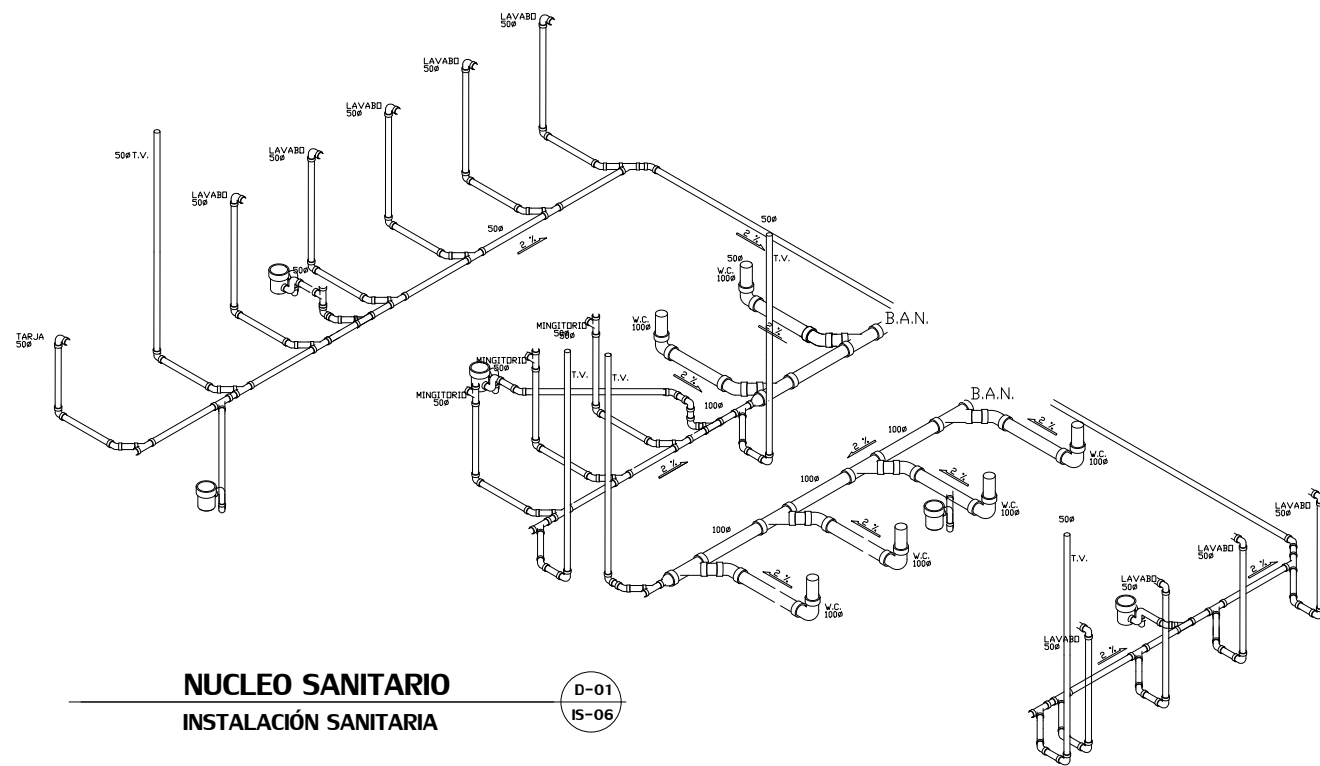 LAVABO
50ø
LAVABO
50ø
LAVABO
50ø
50ø T.V.
LAVABO
50ø
LAVABO
50ø
50ø
50ø
2 %
TARJA
50ø
50ø
2 %
T.V.
50ø
W.C.
100ø
B.A.N.
W.C.
100ø
2 %
MINGITORIO
50ø
50ø
MINGITORIO
50ø
MINGITORIO
50ø
T.V.
T.V.
2 %
100ø
2 %
B.A.N.
100ø
2 %
2 %
W.C.
100ø
100ø
2 %
W.C.
100ø
100ø
2 %
W.C.
100ø
2 %
W.C.
100ø
LAVABO
50ø
50ø
LAVABO
50ø
T.V.
2 %
LAVABO
50ø
LAVABO
50ø
2 %
NUCLEO SANITARIO
INSTALACIÓN SANITARIA
D-01
IS-06